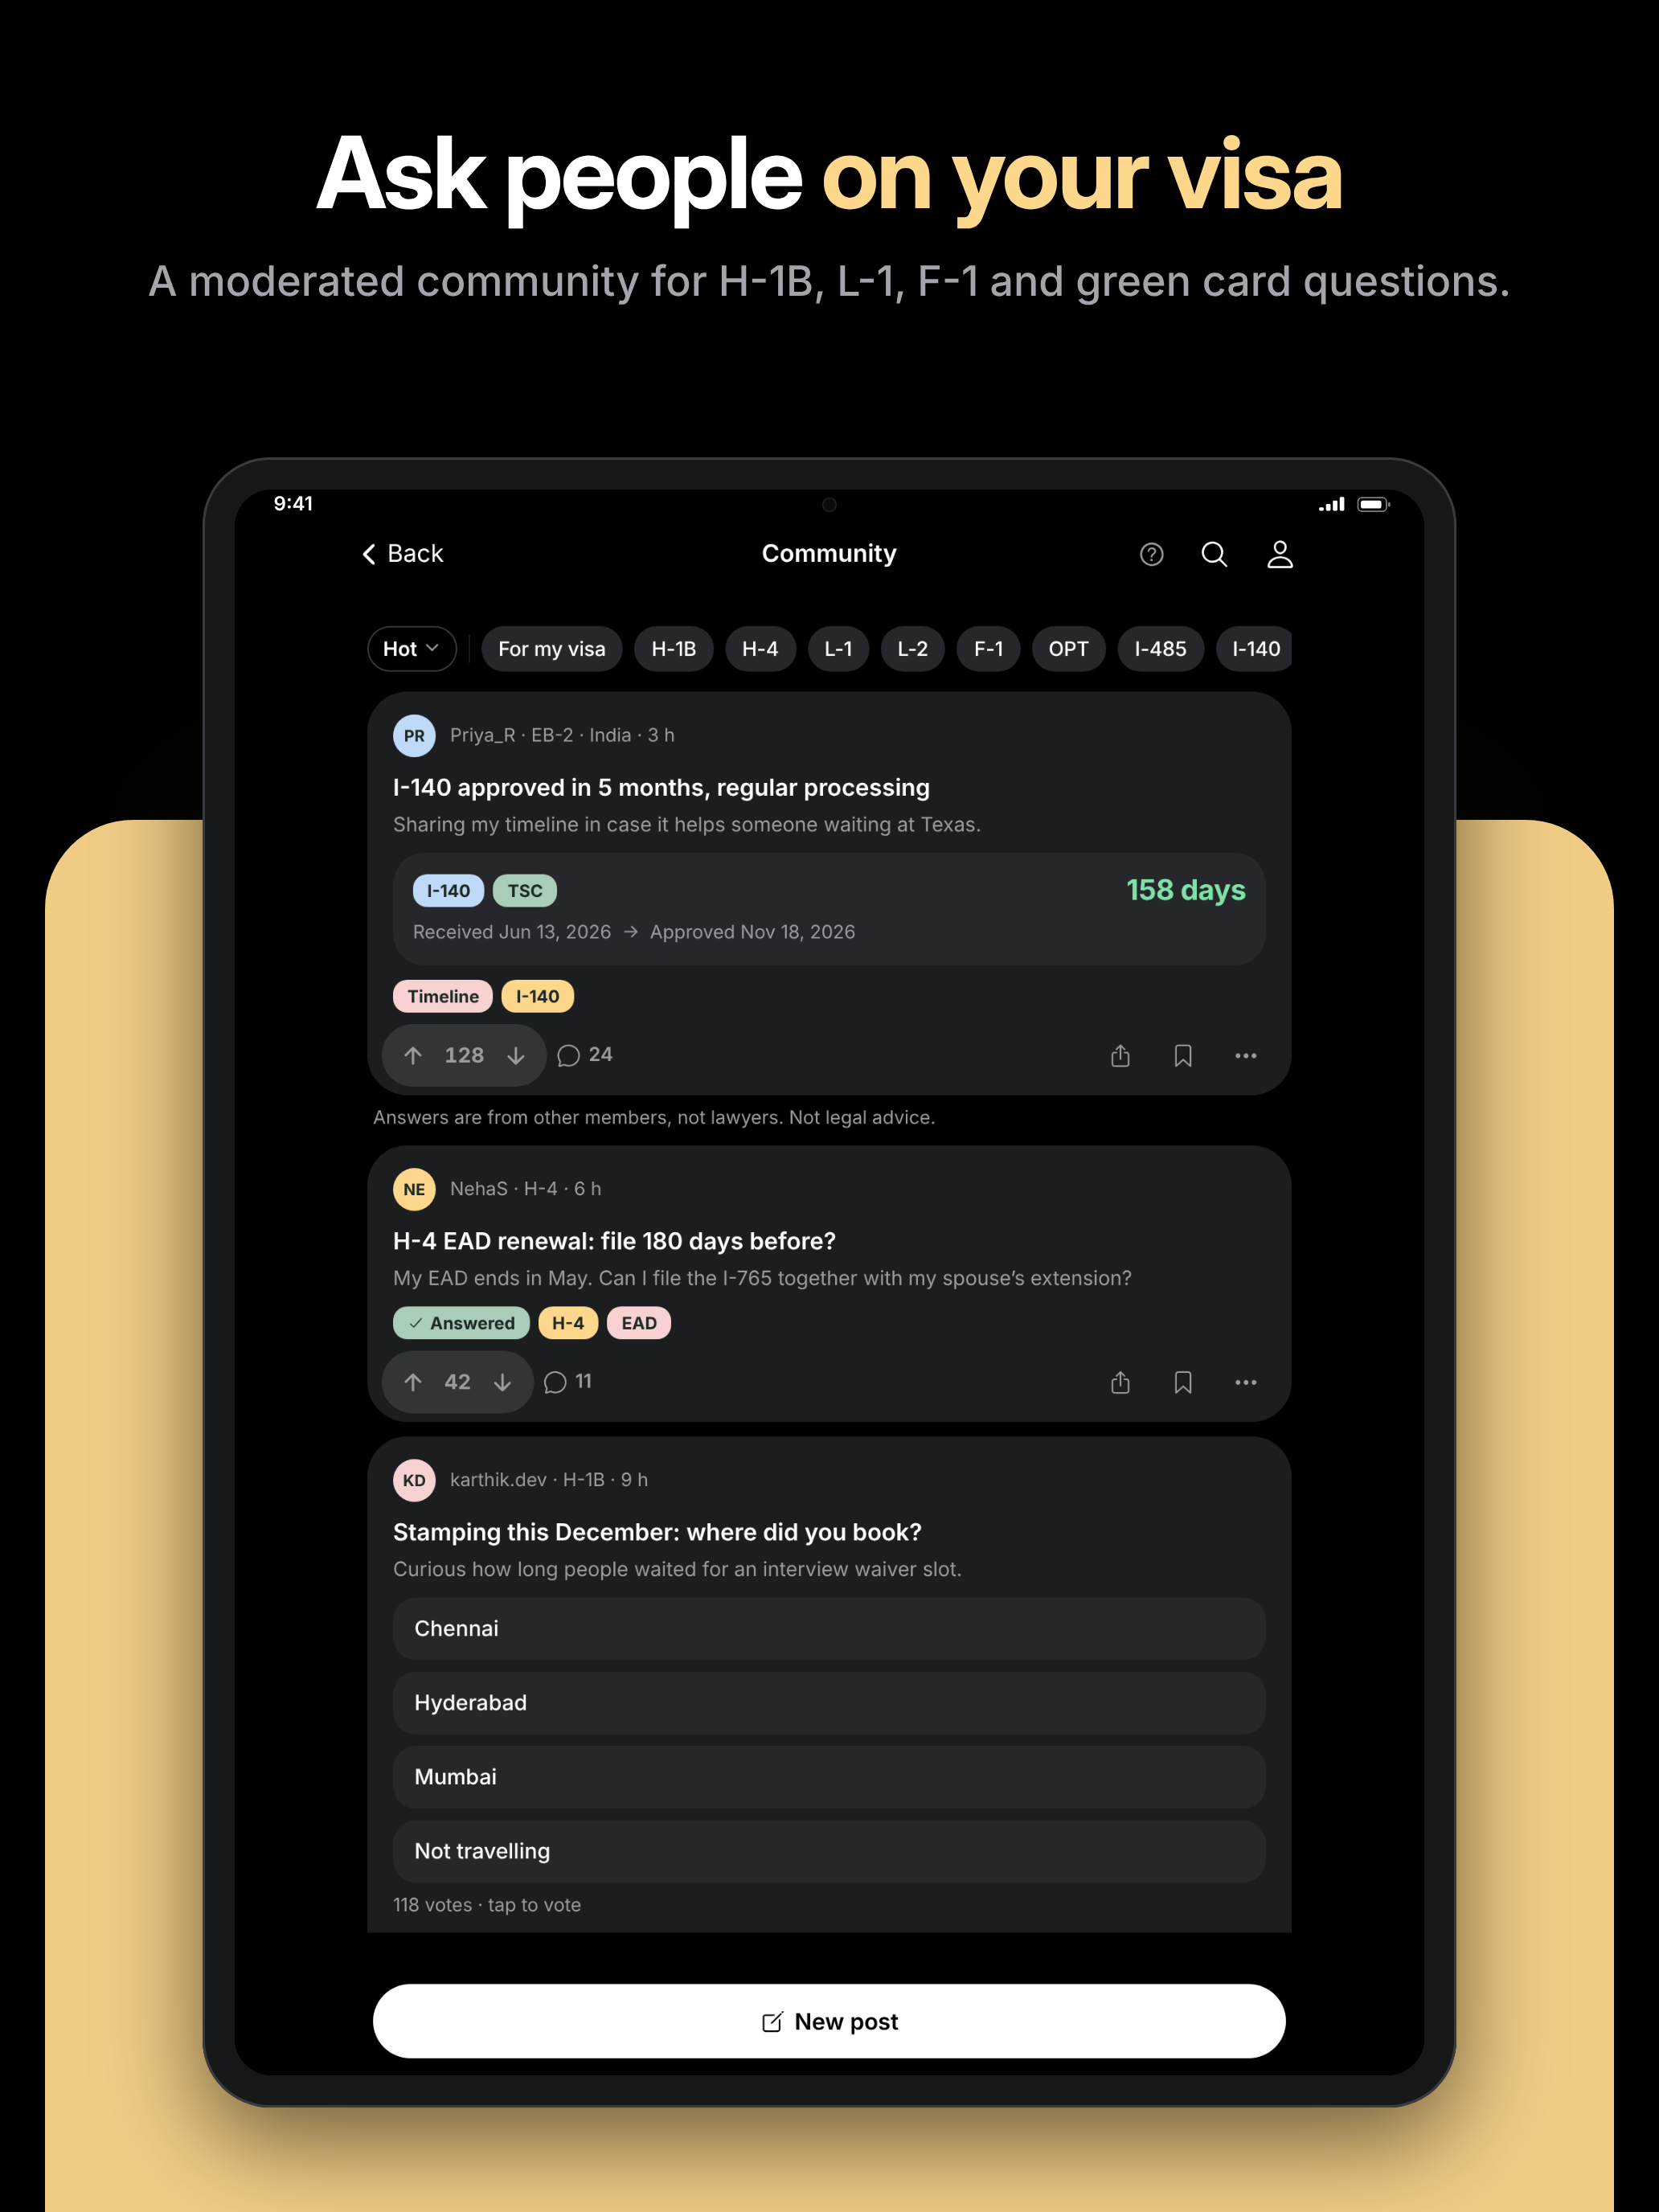 Ask people on your visa
A moderated community for H-1B, L-1, F-1 and green card questions.
9:41
Back
Community
Hot
For my visa
H-1B
H-4
L-1
L-2
F-1
OPT
I-485
I-140
PR
Priya_R · EB-2 · India · 3 h
I-140 approved in 5 months, regular processing
Sharing my timeline in case it helps someone waiting at Texas.
I-140
TSC
158 days
Received Jun 13, 2026 → Approved Nov 18, 2026
Timeline
I-140
128
24
Answers are from other members, not lawyers. Not legal advice.
NE
NehaS · H-4 · 6 h
H-4 EAD renewal: file 180 days before?
My EAD ends in May. Can I file the I-765 together with my spouse’s extension?
✓ Answered
H-4
EAD
42
11
KD
karthik.dev · H-1B · 9 h
Stamping this December: where did you book?
Curious how long people waited for an interview waiver slot.
Chennai
Hyderabad
Mumbai
Not travelling
118 votes · tap to vote
New post